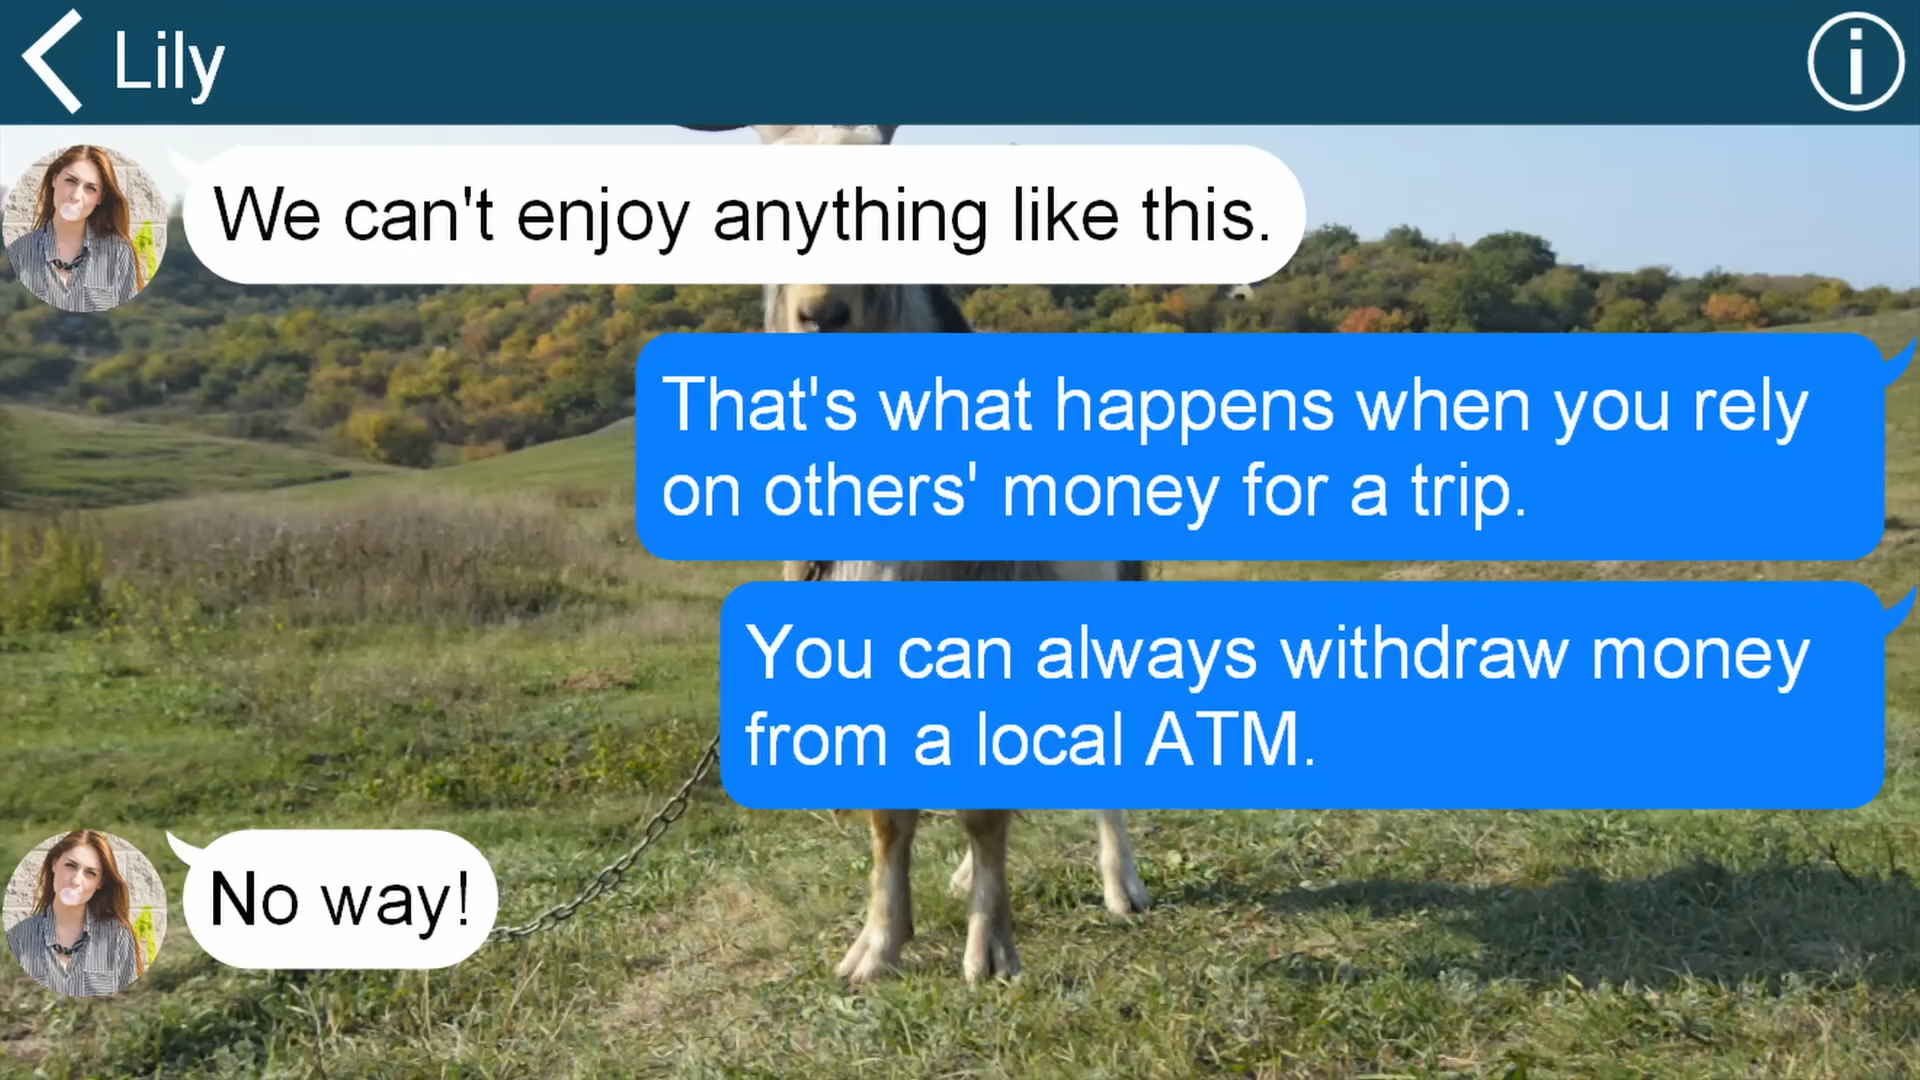 Lily
We can't enjoy anything like this.
That's what happens when you rely
on others' money for a trip.
You can always withdraw money
from a local ATM.
No way!